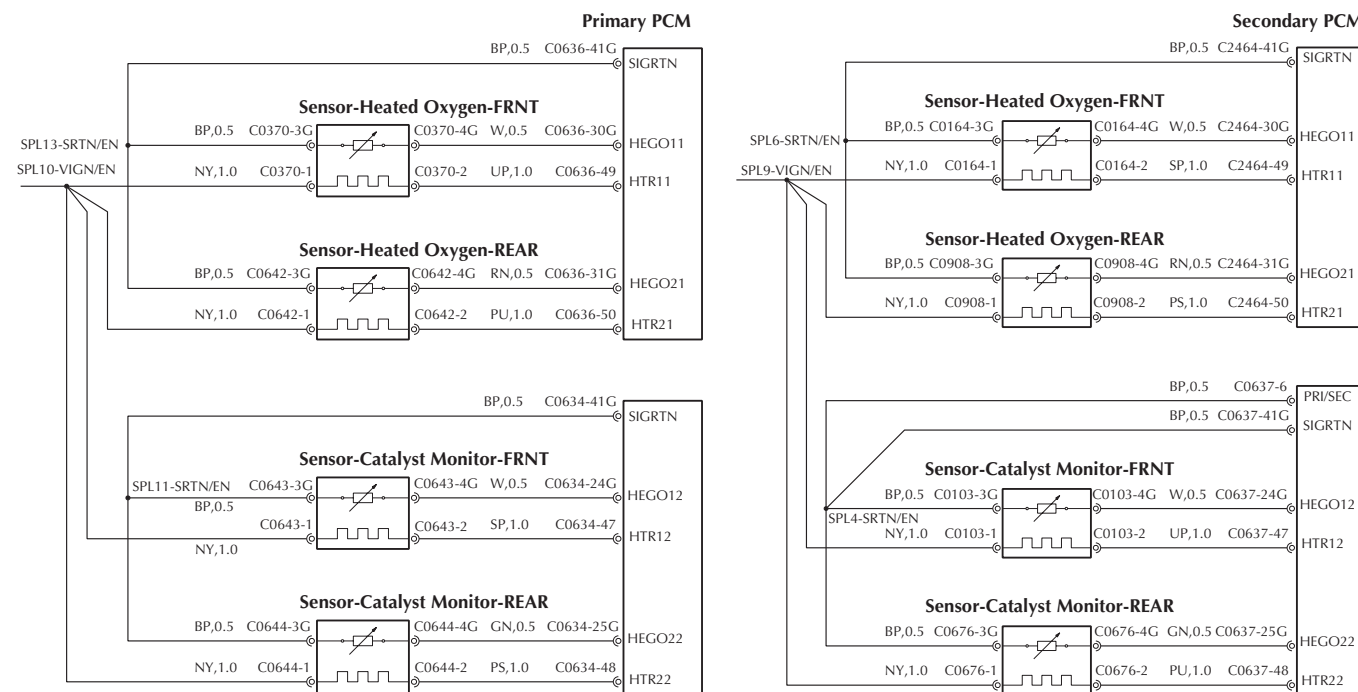 Primary PCM
BP,0.5 C0636-41G
SIGRTN
Sensor-Heated Oxygen-FRNT
SPL13-SRTN/EN
BP,0.5 C0370-3G
C0370-4G W,0.5 C0636-30G
HEGO11
SPL10-VIGN/EN
NY,1.0 C0370-1
C0370-2 UP,1.0 C0636-49
HTR11
Sensor-Heated Oxygen-REAR
BP,0.5 C0642-3G
C0642-4G RN,0.5 C0636-31G
HEGO21
NY,1.0 C0642-1
C0642-2 PU,1.0 C0636-50
HTR21
BP,0.5 C0634-41G
SIGRTN
Sensor-Catalyst Monitor-FRNT
SPL11-SRTN/EN C0643-3G
BP,0.5
C0643-4G W,0.5 C0634-24G
HEGO12
C0643-1
NY,1.0
C0643-2 SP,1.0 C0634-47
HTR12
Sensor-Catalyst Monitor-REAR
BP,0.5 C0644-3G
C0644-4G GN,0.5 C0634-25G
HEGO22
NY,1.0 C0644-1
C0644-2 PS,1.0 C0634-48
HTR22
Secondary PCM
BP,0.5 C2464-41G
SIGRTN
Sensor-Heated Oxygen-FRNT
SPL6-SRTN/EN
BP,0.5 C0164-3G
C0164-4G W,0.5 C2464-30G
HEGO11
SPL9-VIGN/EN
NY,1.0 C0164-1
C0164-2 SP,1.0 C2464-49
HTR11
Sensor-Heated Oxygen-REAR
BP,0.5 C0908-3G
C0908-4G RN,0.5 C2464-31G
HEGO21
NY,1.0 C0908-1
C0908-2 PS,1.0 C2464-50
HTR21
BP,0.5 C0637-6
PRI/SEC
BP,0.5 C0637-41G
SIGRTN
Sensor-Catalyst Monitor-FRNT
BP,0.5 C0103-3G
C0103-4G W,0.5 C0637-24G
HEGO12
SPL4-SRTN/EN
NY,1.0 C0103-1
C0103-2 UP,1.0 C0637-47
HTR12
Sensor-Catalyst Monitor-REAR
BP,0.5 C0676-3G
C0676-4G GN,0.5 C0637-25G
HEGO22
NY,1.0 C0676-1
C0676-2 PU,1.0 C0637-48
HTR22